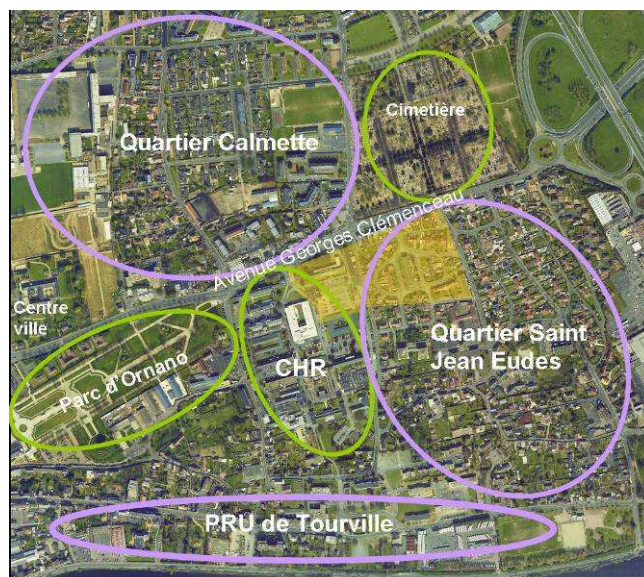 Cimetière
Quartier Calmette
Avenue Georges Clémenceau
Centre
ville
Parc d'Ornano
CHR
Quartier Saint
Jean Eudes
PRU de Tourville